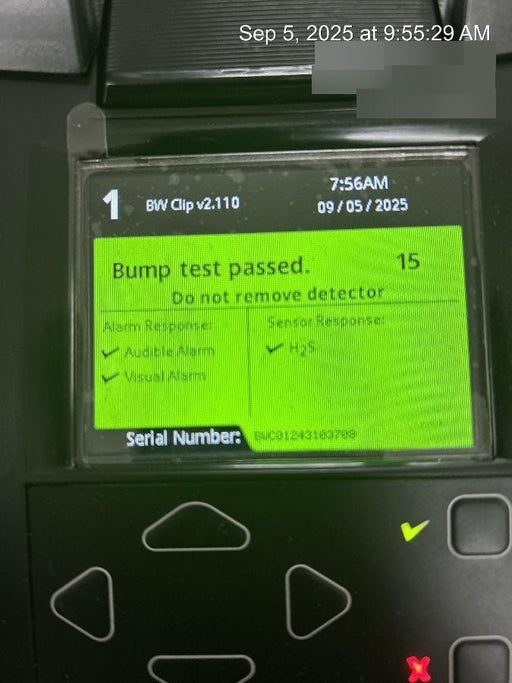 Sep 5, 2025 at 9:55:29 AM
1 BW Clip v2.110
7:56AM
09/05/2025
Bump test passed. 15
Do not remove detector
Alarm Response:
✓ Audible Alarm
✓ Visual Alarm
Sensor Response:
✓ H₂S
Serial Number: BWC01243103708